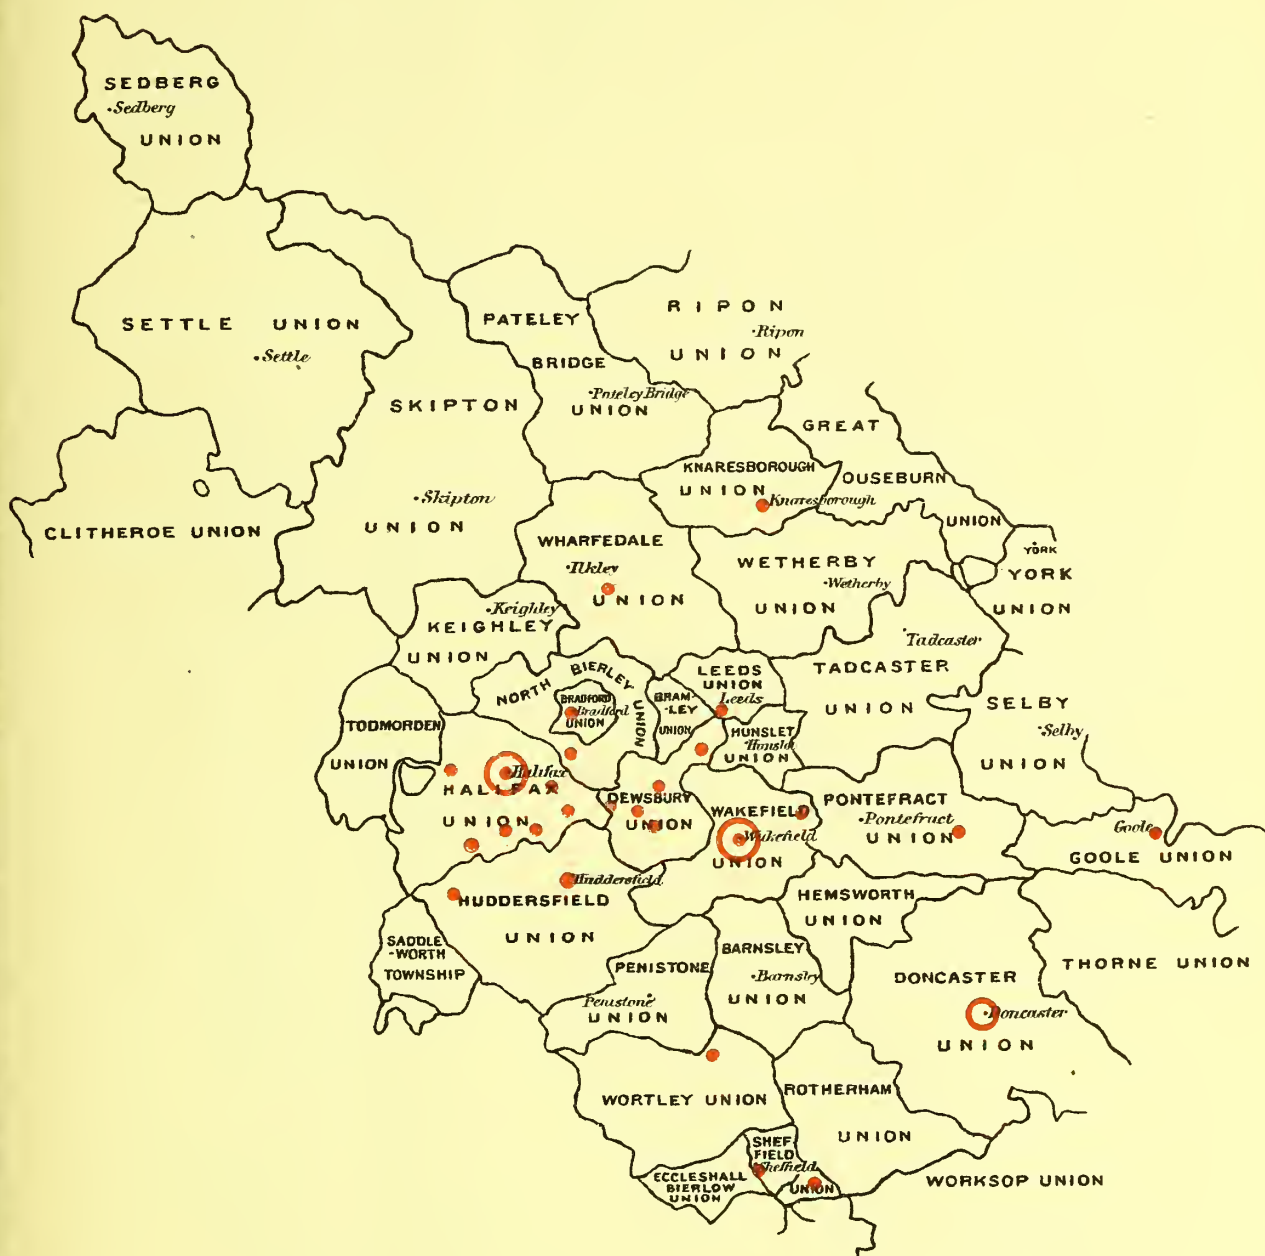 SEDBERG
Sedberg
UNION
SETTLE UNION
Settle
RIPON
Ripon
UNION
PATELEY
BRIDGE
Pateley Bridge
UNION
SKIPTON
Skipton
UNION
GREAT
OUSEBURN
UNION
KNARESBOROUGH
UNION
Knaresborough
CLITHEROE UNION
WHARFEDALE
Ilkley
UNION
WETHERBY
Wetherby
UNION
YORK
YORK
UNION
Keighley
KEIGHLEY
UNION
Tadcaster
TADCASTER
UNION
NORTH BIERLEY UNION
BRADFORD
Bradford
UNION
BRAM-
-LEY
UNION
LEEDS
UNION
Leeds
HUNSLET
Hunslet
UNION
SELBY
Selby
UNION
TODMORDEN
UNION
Halifax
HALIFAX
UNION
DEWSBURY
UNION
WAKEFIELD
Wakefield
UNION
PONTEFRACT
Pontefract
UNION
Goole
GOOLE UNION
Huddersfield
HUDDERSFIELD
UNION
HEMSWORTH
UNION
SADDLE
-WORTH
TOWNSHIP
PENISTONE
Penistone
UNION
BARNSLEY
Barnsley
UNION
DONCASTER
Doncaster
UNION
THORNE UNION
WORTLEY UNION
ROTHERHAM
UNION
SHEF
FIELD
Sheffield
UNION
ECCLESHALL
BIERLOW
UNION
WORKSOP UNION